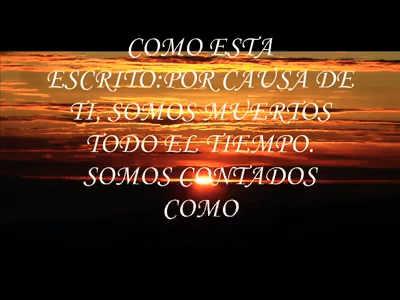 COMO ESTA
ESCRITO:POR CAUSA DE
TI, SOMOS MUERTOS
TODO EL TIEMPO.
SOMOS CONTADOS
COMO